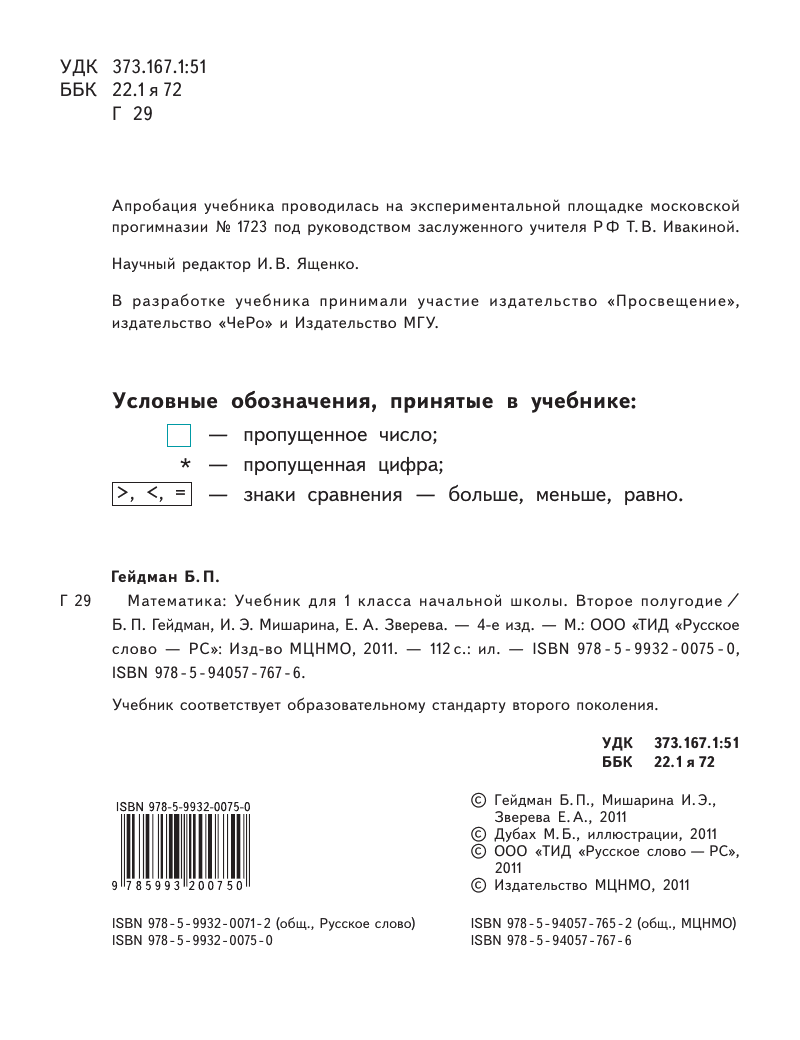 УДК 373.167.1:51
ББК 22.1 я 72
Г 29
Апробация учебника проводилась на экспериментальной площадке московской
прогимназии № 1723 под руководством заслуженного учителя РФ Т. В. Ивакиной.
Научный редактор И. В. Ященко.
В разработке учебника принимали участие издательство «Просвещение»,
издательство «ЧеРо» и Издательство МГУ.
Условные обозначения, принятые в учебнике:
— пропущенное число;
* — пропущенная цифра;
>, <, = — знаки сравнения — больше, меньше, равно.
Гейдман Б. П.
Г 29 Математика: Учебник для 1 класса начальной школы. Второе полугодие /
Б. П. Гейдман, И. Э. Мишарина, Е. А. Зверева. — 4-е изд. — М.: ООО «ТИД «Русское
слово — РС»: Изд-во МЦНМО, 2011. — 112 с.: ил. — ISBN 978-5-9932-0075-0,
ISBN 978-5-94057-767-6.
Учебник соответствует образовательному стандарту второго поколения.
УДК 373.167.1:51
ББК 22.1 я 72
ISBN 978-5-9932-0075-0
9 785993 200750
© Гейдман Б. П., Мишарина И. Э.,
Зверева Е. А., 2011
© Дубах М. Б., иллюстрации, 2011
© ООО «ТИД «Русское слово — РС»,
2011
© Издательство МЦНМО, 2011
ISBN 978-5-9932-0071-2 (общ., Русское слово)
ISBN 978-5-9932-0075-0
ISBN 978-5-94057-765-2 (общ., МЦНМО)
ISBN 978-5-94057-767-6